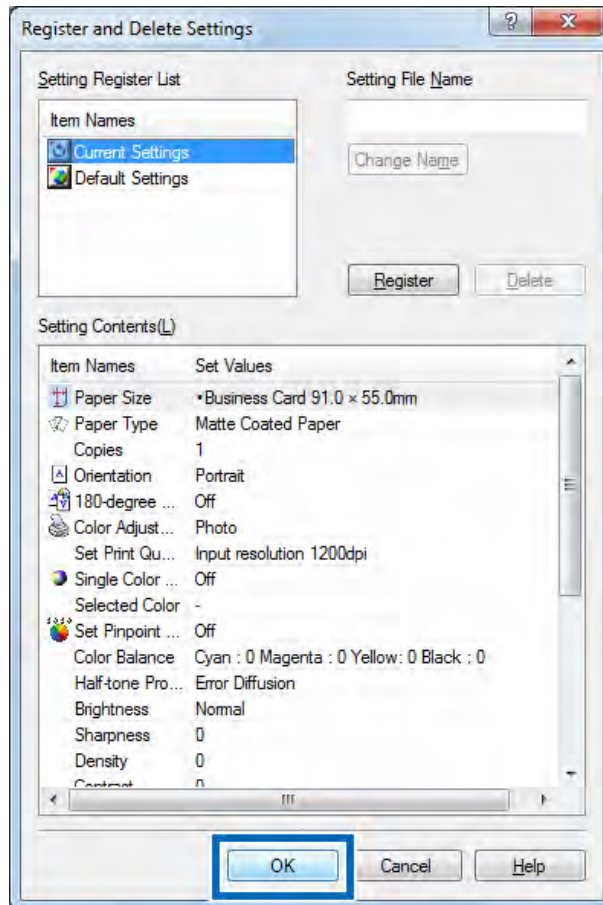 Register and Delete Settings
Setting Register List
Setting File Name
Item Names
Current Settings
Default Settings
Change Name
Register
Delete
Setting Contents(L)
Item Names Set Values
Paper Size •Business Card 91.0 × 55.0mm
Paper Type Matte Coated Paper
Copies 1
Orientation Portrait
180-degree ... Off
Color Adjust... Photo
Set Print Qu... Input resolution 1200dpi
Single Color ... Off
Selected Color -
Set Pinpoint ... Off
Color Balance Cyan : 0 Magenta : 0 Yellow: 0 Black : 0
Half-tone Pro... Error Diffusion
Brightness Normal
Sharpness 0
Density 0
Contrast 0
OK Cancel Help